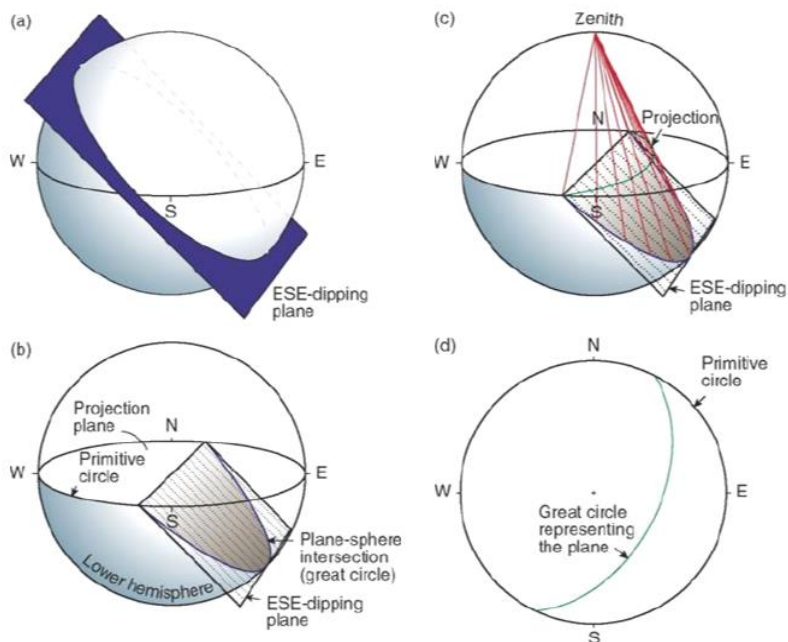 (a)
W
E
S
ESE-dipping
plane
(b)
Projection
plane
N
Primitive
circle
W
E
S
Plane-sphere
intersection
(great circle)
Lower hemisphere
ESE-dipping
plane
(c)
Zenith
N
Projection
W
E
S
ESE-dipping
plane
(d)
N
Primitive
circle
W
E
Great circle
representing
the plane
S